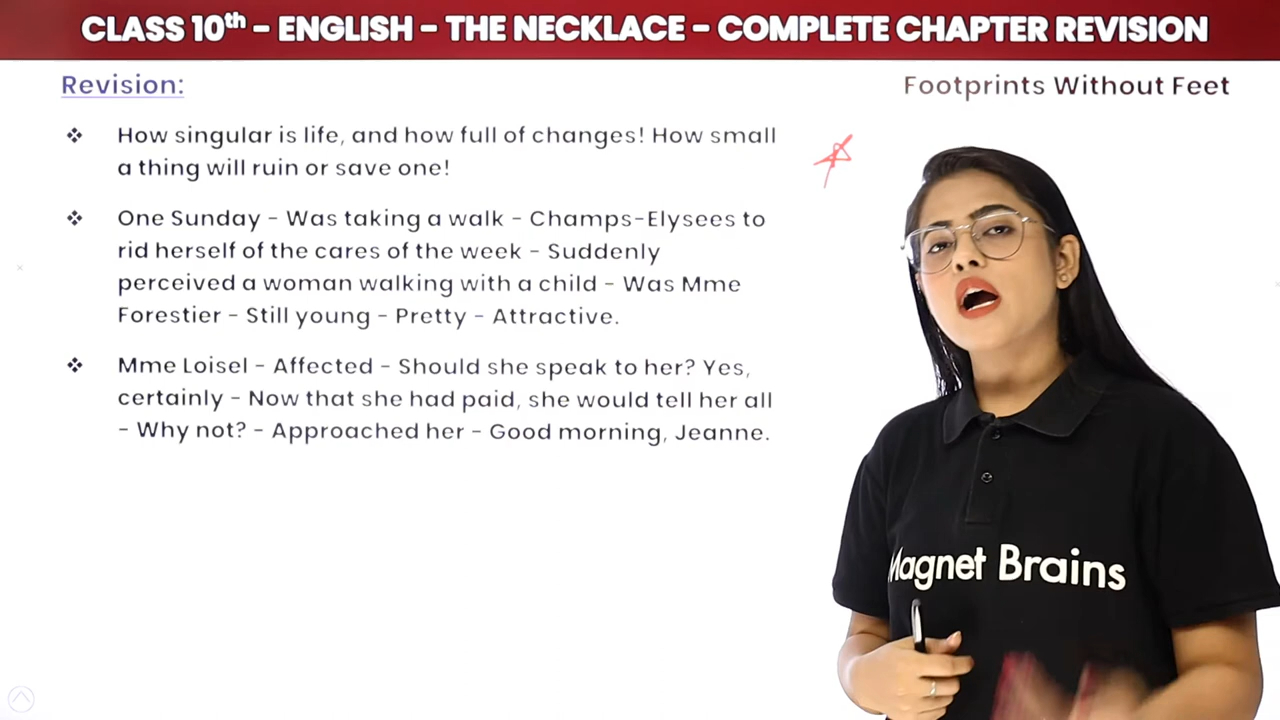 CLASS 10th - ENGLISH - THE NECKLACE - COMPLETE CHAPTER REVISION
Revision:
Footprints Without Feet
❖ How singular is life, and how full of changes! How small
a thing will ruin or save one!
❖ One Sunday - Was taking a walk - Champs-Elysees to
rid herself of the cares of the week - Suddenly
perceived a woman walking with a child - Was Mme
Forestier - Still young - Pretty - Attractive.
❖ Mme Loisel - Affected - Should she speak to her? Yes,
certainly - Now that she had paid, she would tell her all
- Why not? - Approached her - Good morning, Jeanne.
Magnet Brains